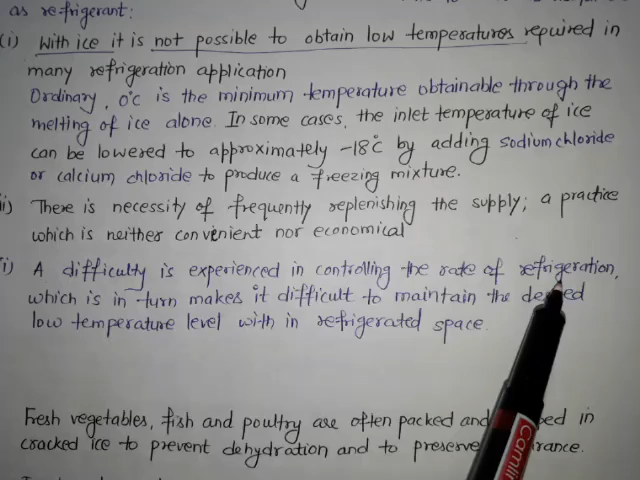 as refrigerant:
(i) With ice it is not possible to obtain low temperatures required in
many refrigeration application
Ordinary, 0°c is the minimum temperature obtainable through the
melting of ice alone. In some cases, the inlet temperature of ice
can be lowered to approximately -18°c by adding sodium chloride
or calcium chloride to produce a freezing mixture.
ii) There is necessity of frequently replenishing the supply; a practice
which is neither convenient nor economical
i) A difficulty is experienced in controlling the rate of refrigeration,
which is in turn makes it difficult to maintain the
low temperature level with in refrigerated space.
Fresh vegetables, fish and poultry are often packed and in
cracked ice to prevent dehydration and to preserve
Camlin